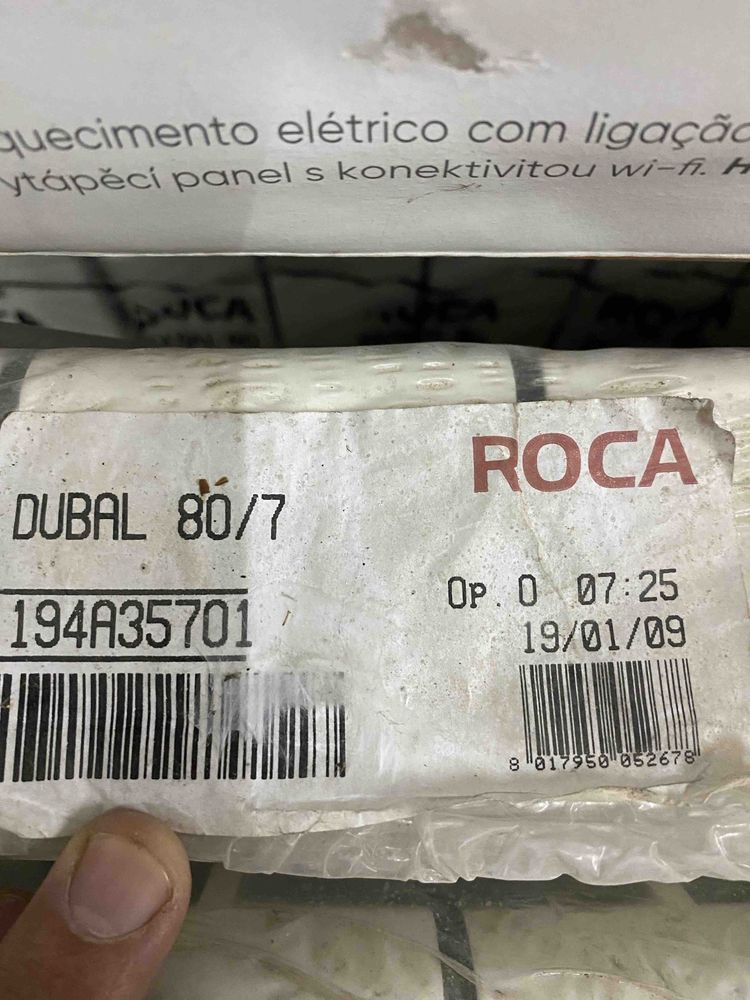 quecimento elétrico com ligação
ytápěcí panel s konektivitou wi-fi. H
ROCA
DUBAL 80/7
Op. 0 07:25
194A35701
19/01/09
8 017950 052678